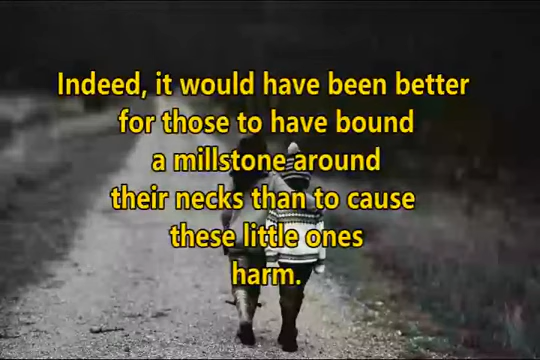 Indeed, it would have been better
for those to have bound
a millstone around
their necks than to cause
these little ones
harm.